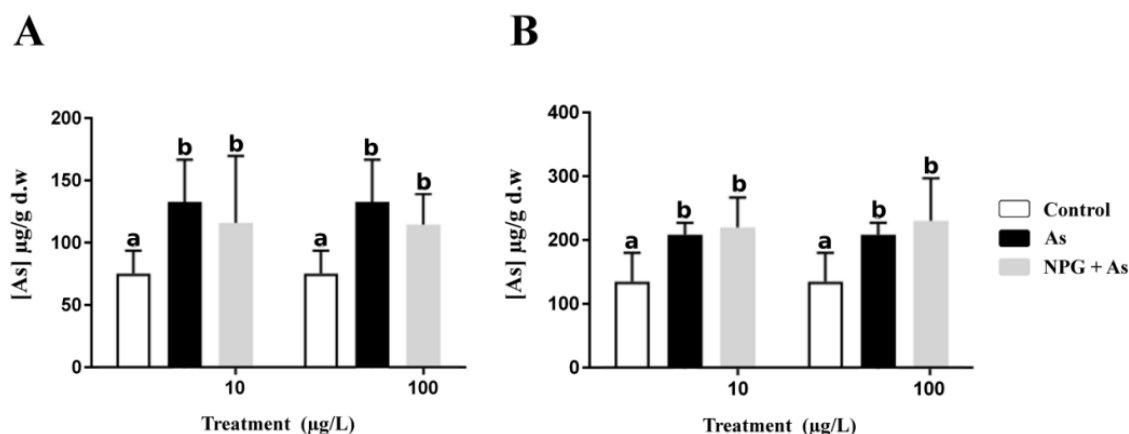 A
B
200
150
100
50
0
[As] µg/g d.w
a
b
b
a
b
b
10
100
Treatment (µg/L)
400
300
200
100
0
[As] µg/g d.w
a
b
b
a
b
b
10
100
Treatment (µg/L)
Control
As
NPG + As